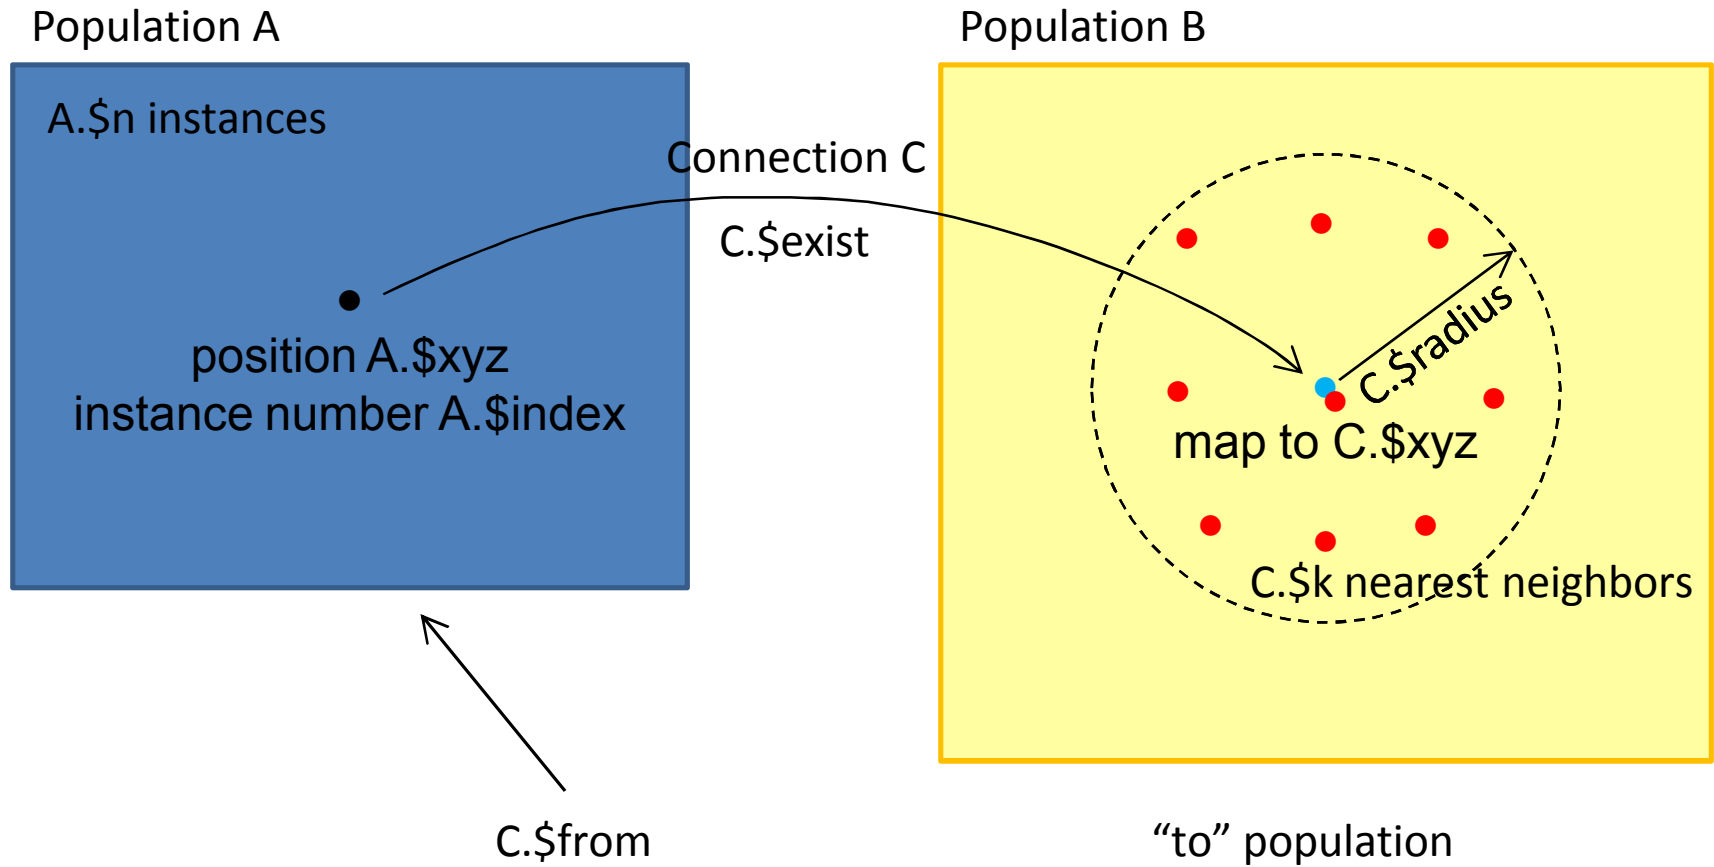 Population A
Population B
A.$n instances
Connection C
C.$exist
position A.$xyz
instance number A.$index
C.$radius
map to C.$xyz
C.$k nearest neighbors
C.$from
“to” population